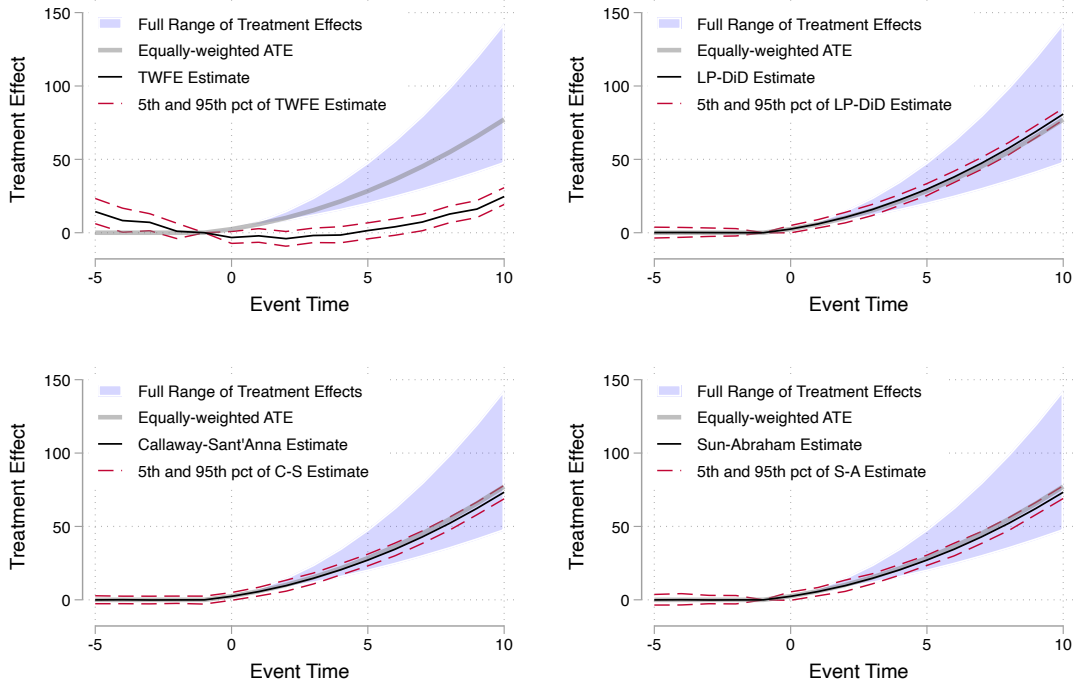 150
100
50
0
Treatment Effect
Full Range of Treatment Effects
Equally-weighted ATE
TWFE Estimate
5th and 95th pct of TWFE Estimate
-5
0
5
10
Event Time
150
100
50
0
Treatment Effect
Full Range of Treatment Effects
Equally-weighted ATE
LP-DiD Estimate
5th and 95th pct of LP-DiD Estimate
-5
0
5
10
Event Time
150
100
50
0
Treatment Effect
Full Range of Treatment Effects
Equally-weighted ATE
Callaway-Sant'Anna Estimate
5th and 95th pct of C-S Estimate
-5
0
5
10
Event Time
150
100
50
0
Treatment Effect
Full Range of Treatment Effects
Equally-weighted ATE
Sun-Abraham Estimate
5th and 95th pct of S-A Estimate
-5
0
5
10
Event Time